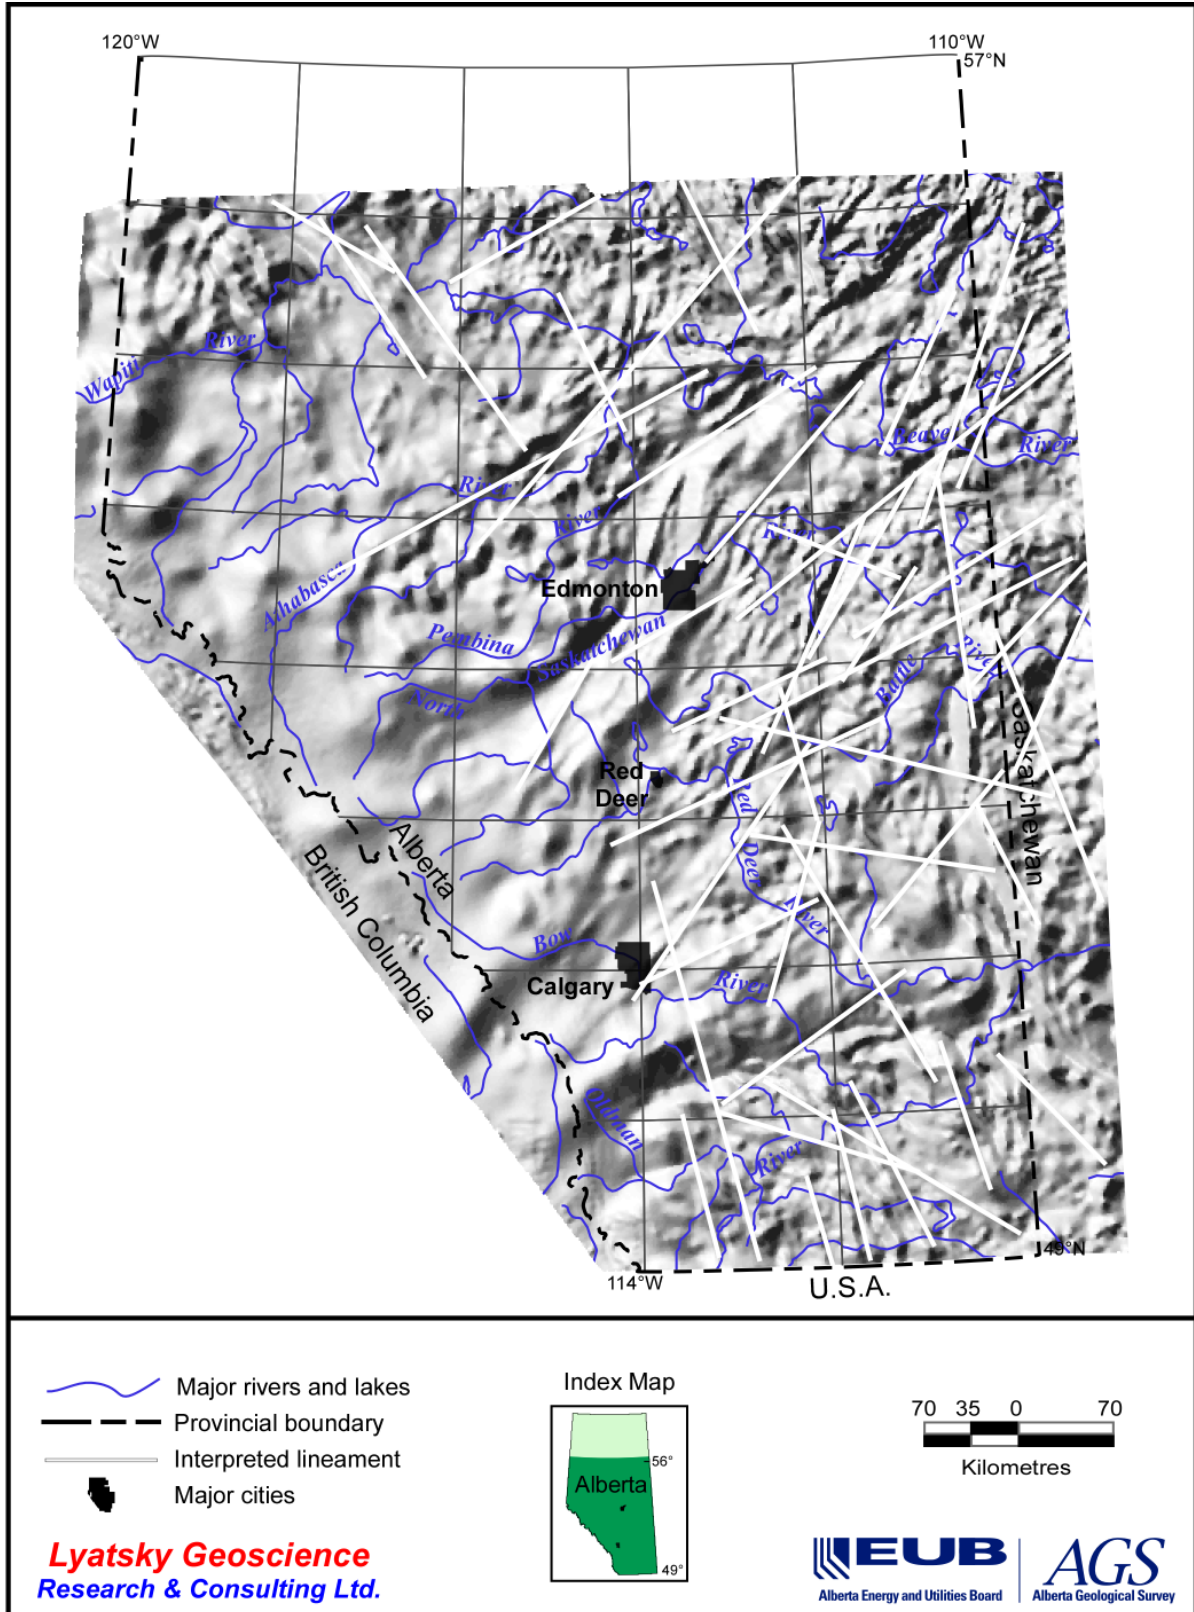 120°W
110°W
57°N
River
Wapiti
Beaver
River
River
River
River
Edmonton
Athabasca
Pembina
Saskatchewan
North
Battle
River
Saskatchewan
Red
Deer
Red
Deer
River
Alberta
British Columbia
Bow
Calgary
River
Oldman
River
49°N
114°W
U.S.A.
Major rivers and lakes
Provincial boundary
Interpreted lineament
Major cities
Index Map
56°
Alberta
49°
70 35 0 70
Kilometres
Lyatsky Geoscience
Research & Consulting Ltd.
EUB
Alberta Energy and Utilities Board
AGS
Alberta Geological Survey